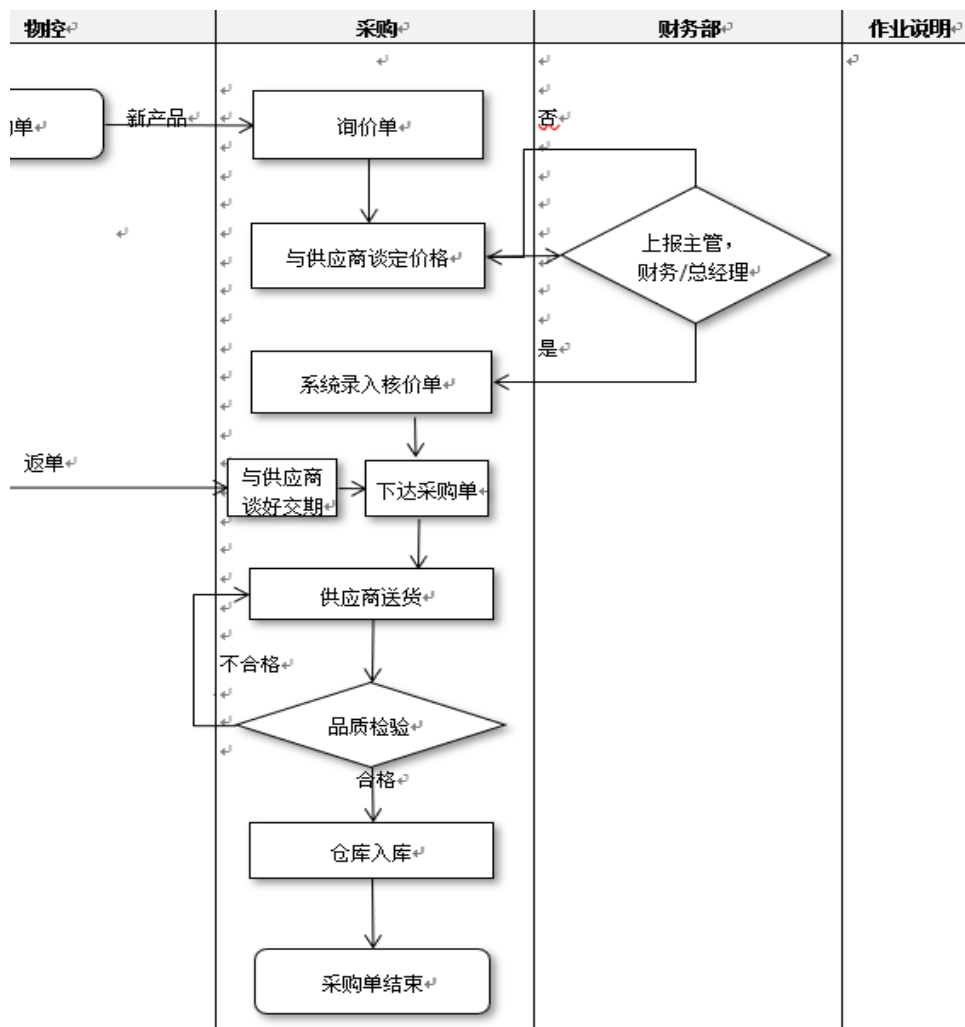 物控
采购
财务部
作业说明
单
新产品
询价单
否
与供应商谈定价格
上报主管，
财务/总经理
是
系统录入核价单
返单
与供应商
谈好交期
下达采购单
供应商送货
不合格
品质检验
合格
仓库入库
采购单结束